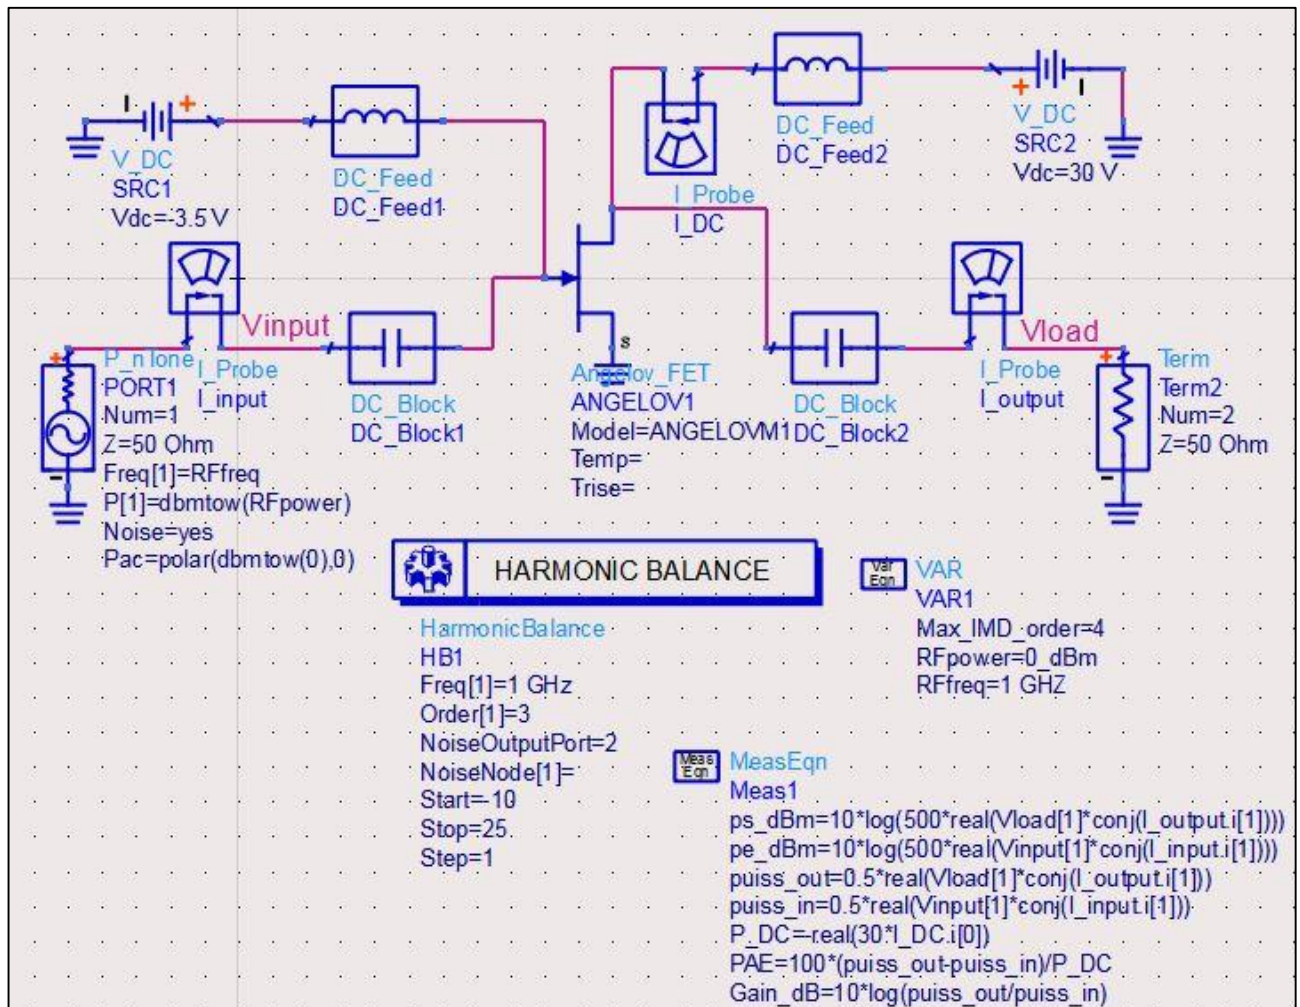 V_DC
SRC1
Vdc=-3.5 V
DC_Feed
DC_Feed1
I_Probe
I_DC
DC_Feed
DC_Feed2
V_DC
SRC2
Vdc=30 V
Vinput
I_Probe
I_input
P_nTone
PORT1
Num=1
Z=50 Ohm
Freq[1]=RFfreq
P[1]=dbmtow(RFpower)
Noise=yes
Pac=polar(dbmtow(0),0)
DC_Block
DC_Block1
s
Angelov_FET
ANGELOV1
Model=ANGELOVM1
Temp=
Trise=
DC_Block
DC_Block2
Vload
I_Probe
I_output
Term
Term2
Num=2
Z=50 Ohm
HARMONIC BALANCE
HarmonicBalance
HB1
Freq[1]=1 GHz
Order[1]=3
NoiseOutputPort=2
NoiseNode[1]=
Start=-10
Stop=25
Step=1
Var
Eqn
VAR
VAR1
Max_IMD_order=4
RFpower=0_dBm
RFfreq=1 GHZ
Meas
Eqn
MeasEqn
Meas1
ps_dBm=10*log(500*real(Vload[1]*conj(I_output.i[1])))
pe_dBm=10*log(500*real(Vinput[1]*conj(I_input.i[1])))
puiss_out=0.5*real(Vload[1]*conj(I_output.i[1]))
puiss_in=0.5*real(Vinput[1]*conj(I_input.i[1]))
P_DC=-real(30*I_DC.i[0])
PAE=100*(puiss_out-puiss_in)/P_DC
Gain_dB=10*log(puiss_out/puiss_in)